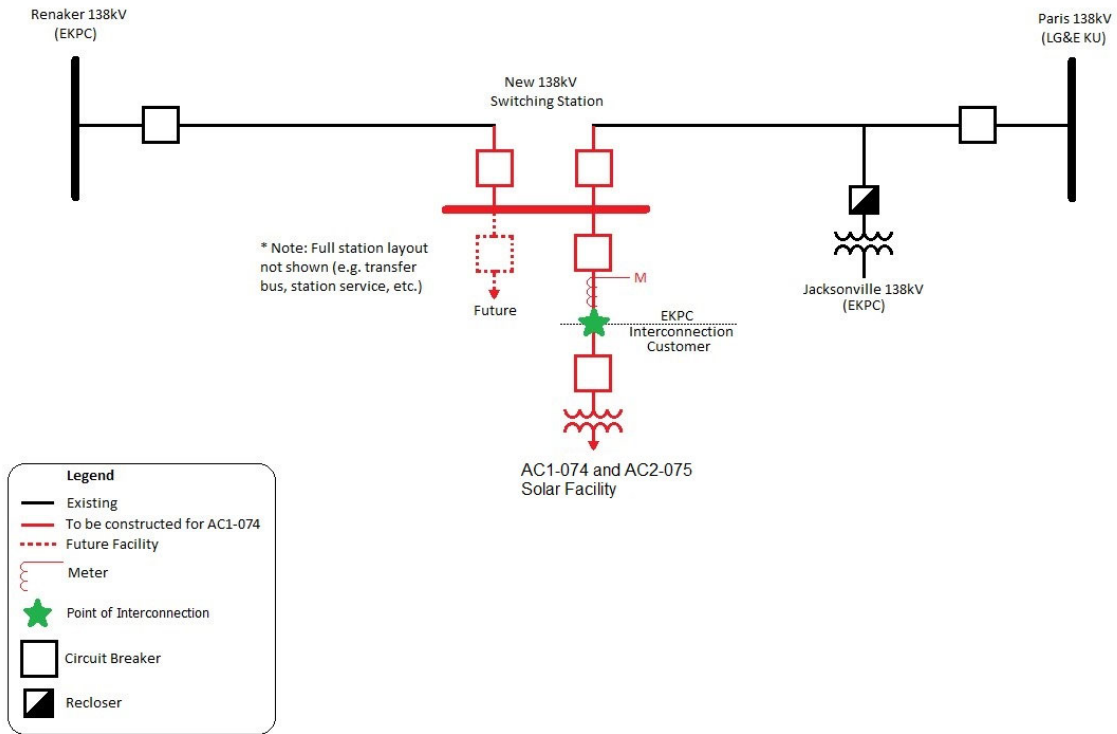 Renaker 138kV
(EKPC)
Paris 138kV
(LG&E KU)
New 138kV
Switching Station
* Note: Full station layout
not shown (e.g. transfer
bus, station service, etc.)
Future
M
EKPC
Interconnection
Customer
Jacksonville 138kV
(EKPC)
AC1-074 and AC2-075
Solar Facility
Legend
Existing
To be constructed for AC1-074
Future Facility
Meter
Point of Interconnection
Circuit Breaker
Recloser